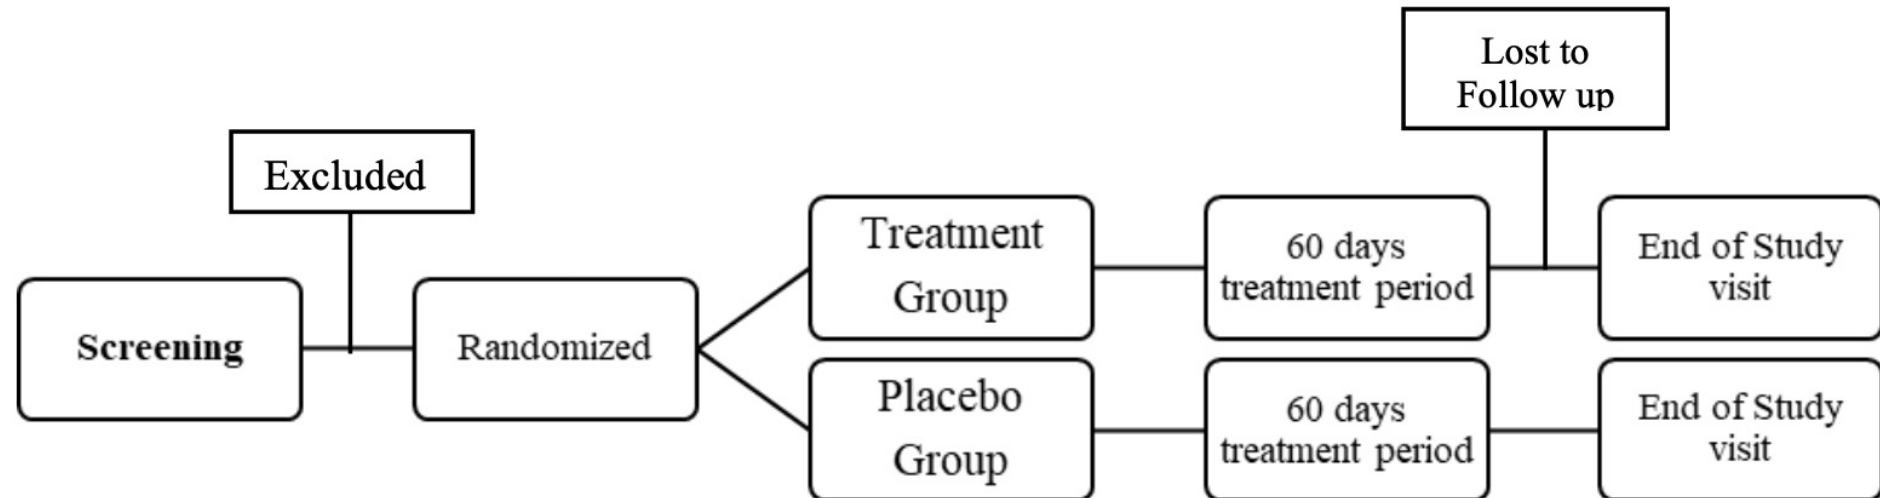 Lost to
Follow up
Excluded
Screening
Randomized
Treatment
Group
60 days
treatment period
End of Study
visit
Placebo
Group
60 days
treatment period
End of Study
visit